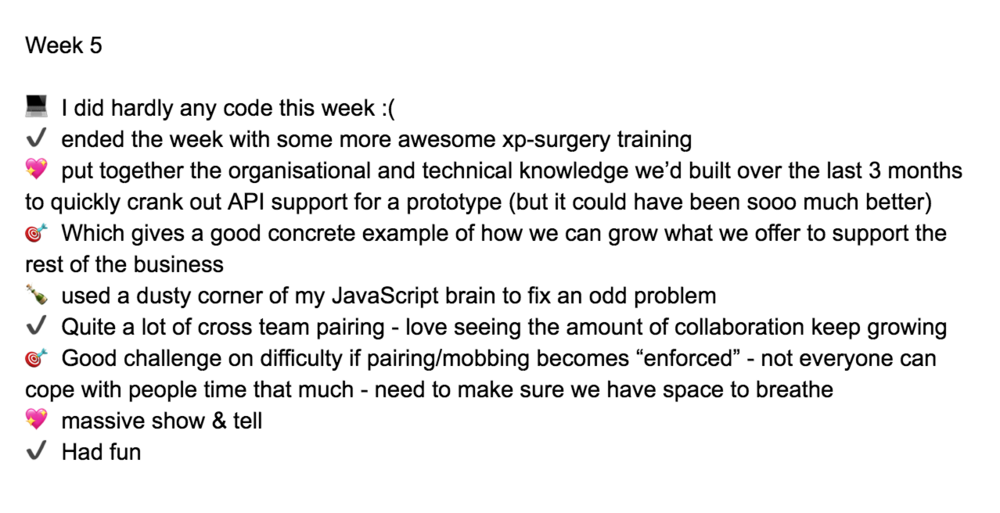 Week 5
💻 I did hardly any code this week :(
✔ ended the week with some more awesome xp-surgery training
💖 put together the organisational and technical knowledge we’d built over the last 3 months
to quickly crank out API support for a prototype (but it could have been sooo much better)
🎯 Which gives a good concrete example of how we can grow what we offer to support the
rest of the business
🍾 used a dusty corner of my JavaScript brain to fix an odd problem
✔ Quite a lot of cross team pairing - love seeing the amount of collaboration keep growing
🎯 Good challenge on difficulty if pairing/mobbing becomes “enforced” - not everyone can
cope with people time that much - need to make sure we have space to breathe
💖 massive show & tell
✔ Had fun